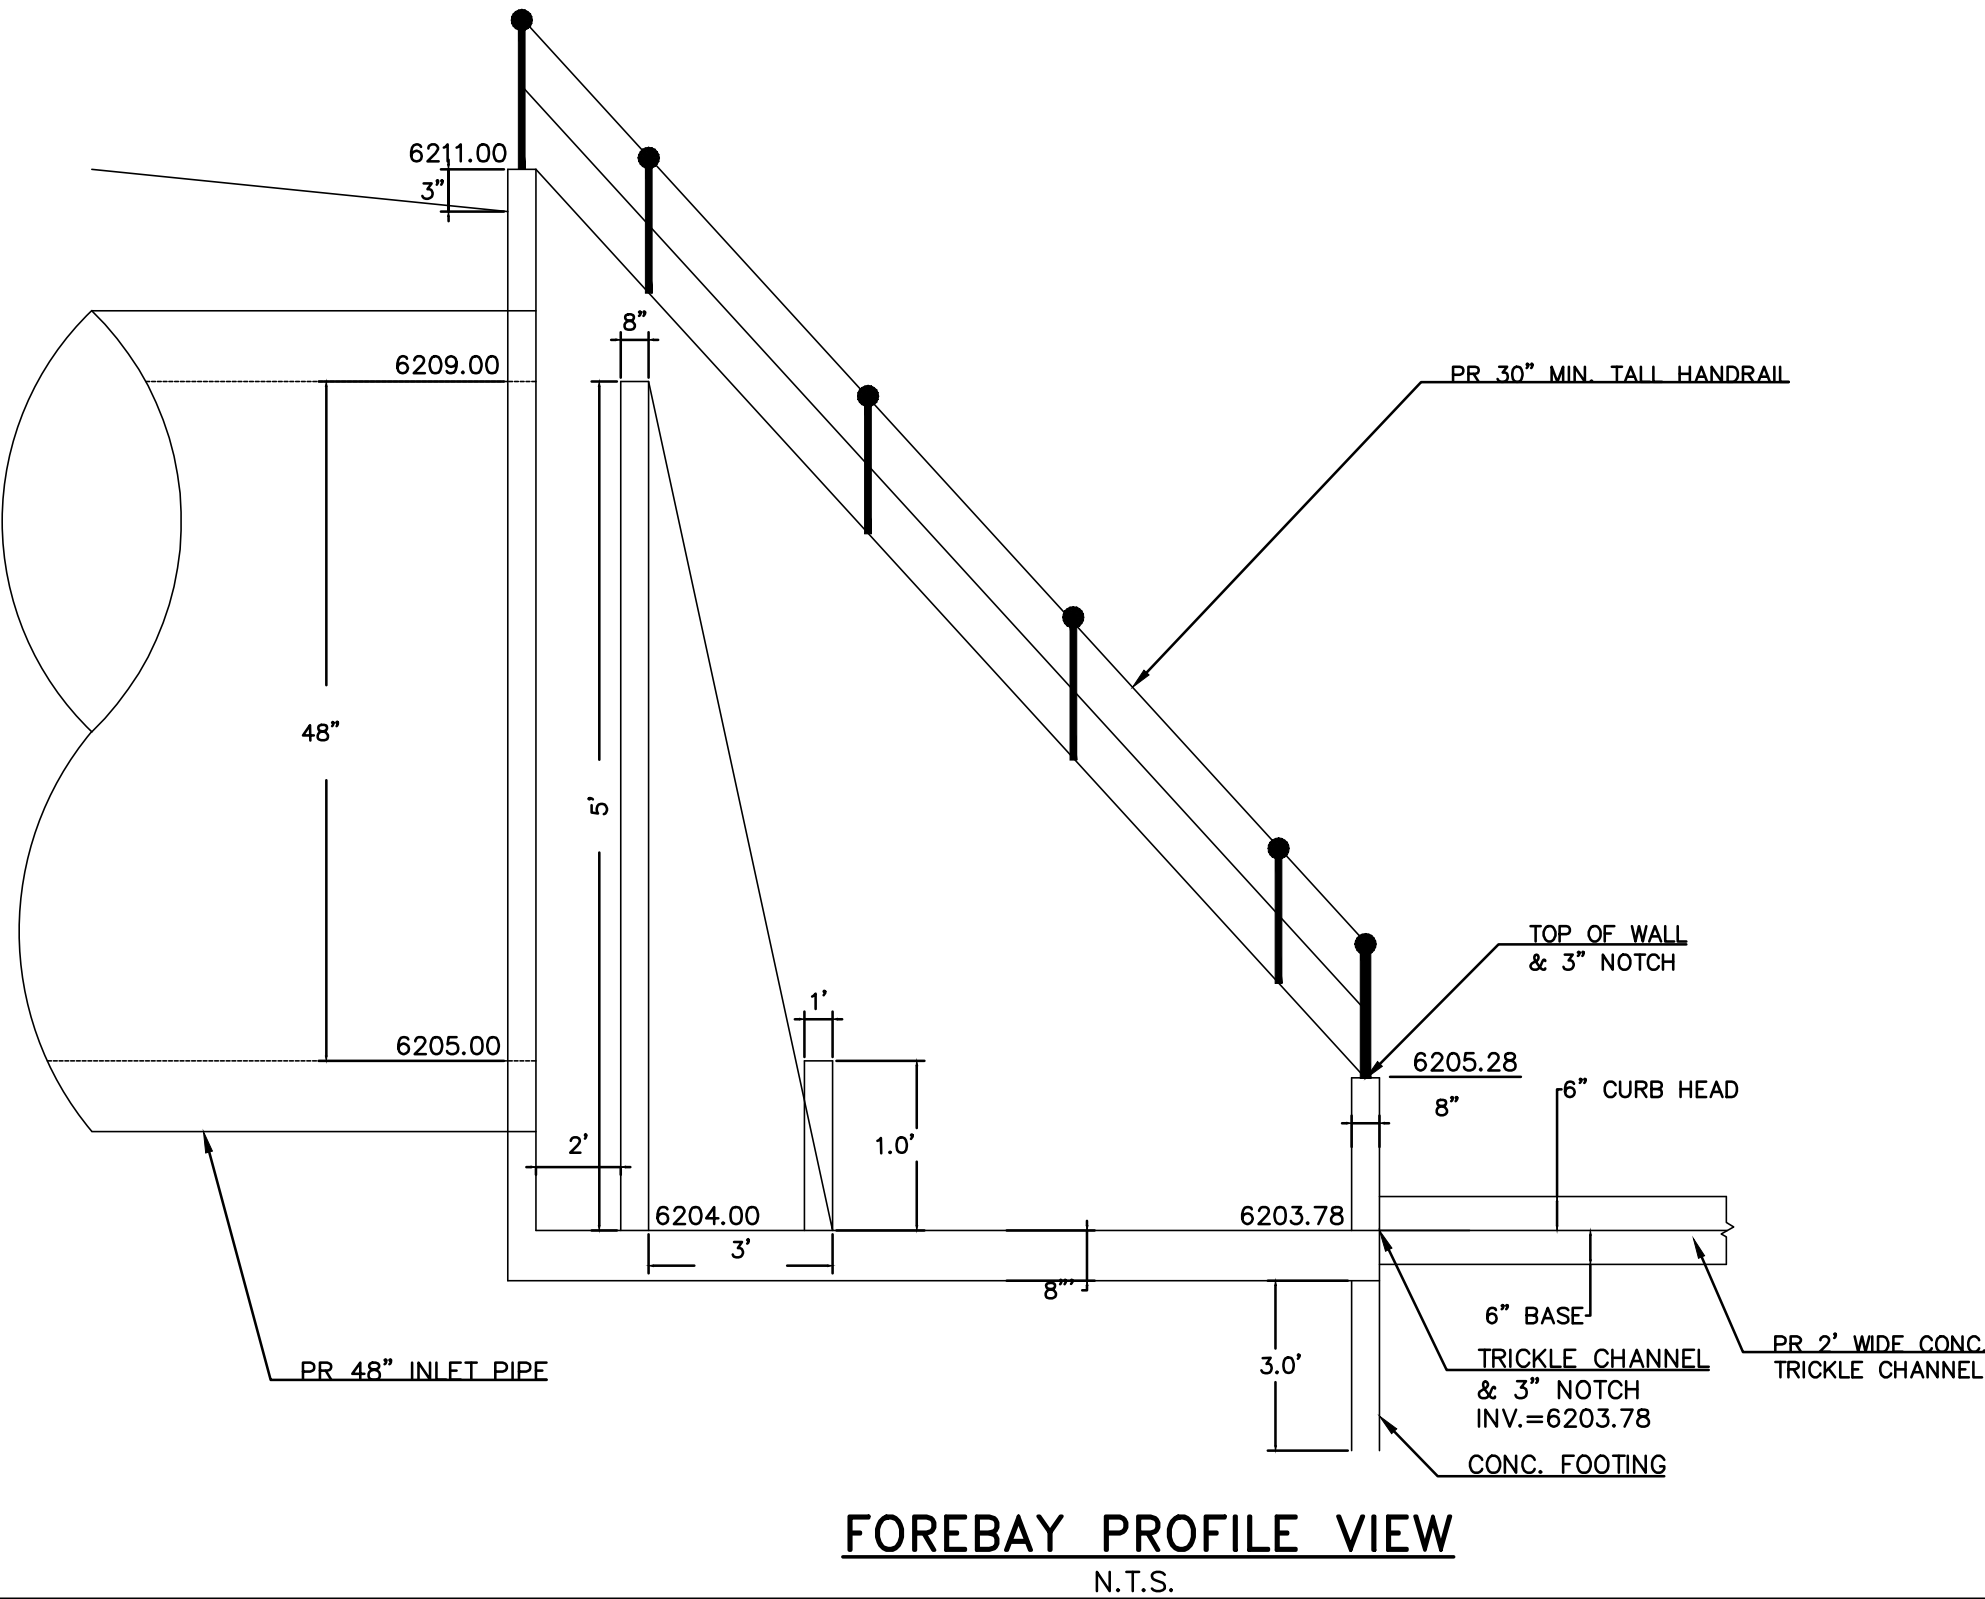 6211.00
3”
8”
6209.00
PR 30” MIN. TALL HANDRAIL
48”
5’
TOP OF WALL
& 3” NOTCH
1’
6205.00
6205.28
6” CURB HEAD
8”
2’
1.0’
6204.00
6203.78
3’
8”’
6” BASE
3.0’
TRICKLE CHANNEL
& 3” NOTCH
INV.=6203.78
PR 2’ WIDE CONC.
TRICKLE CHANNEL
PR 48” INLET PIPE
CONC. FOOTING
FOREBAY PROFILE VIEW
N.T.S.